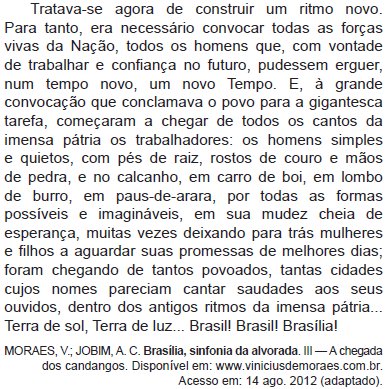 Tratava-se agora de construir um ritmo novo.
Para tanto, era necessário convocar todas as forças
vivas da Nação, todos os homens que, com vontade
de trabalhar e confiança no futuro, pudessem erguer,
num tempo novo, um novo Tempo. E, à grande
convocação que conclamava o povo para a gigantesca
tarefa, começaram a chegar de todos os cantos da
imensa pátria os trabalhadores: os homens simples
e quietos, com pés de raiz, rostos de couro e mãos
de pedra, e no calcanho, em carro de boi, em lombo
de burro, em paus-de-arara, por todas as formas
possíveis e imagináveis, em sua mudez cheia de
esperança, muitas vezes deixando para trás mulheres
e filhos a aguardar suas promessas de melhores dias;
foram chegando de tantos povoados, tantas cidades
cujos nomes pareciam cantar saudades aos seus
ouvidos, dentro dos antigos ritmos da imensa pátria...
Terra de sol, Terra de luz... Brasil! Brasil! Brasília!
MORAES, V.; JOBIM, A. C. Brasília, sinfonia da alvorada. III — A chegada
dos candangos. Disponível em: www.viniciusdemoraes.com.br.
Acesso em: 14 ago. 2012 (adaptado).